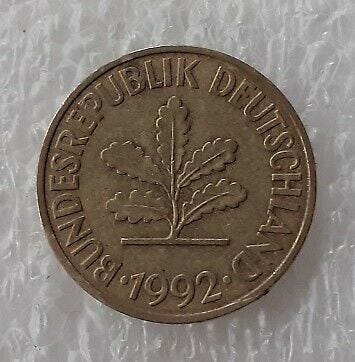 BUNDESREPUBLIK DEUTSCHLAND
·1992·